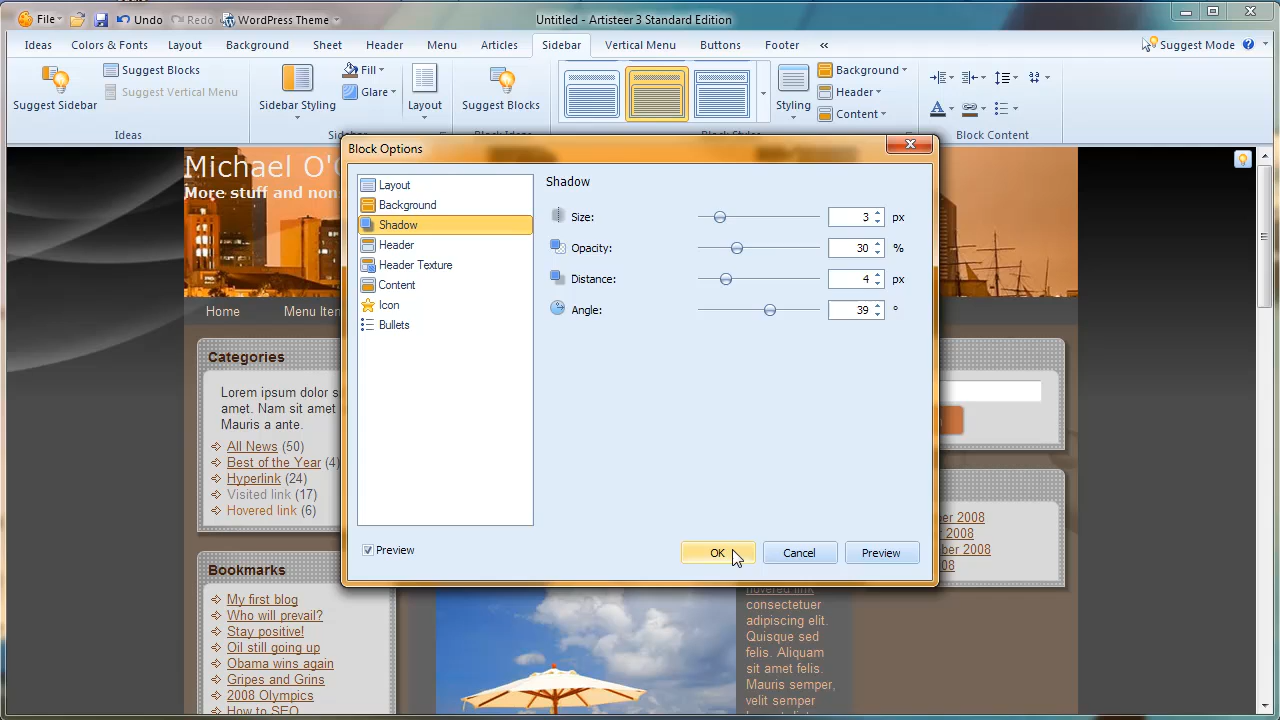 File Undo Redo WordPress Theme Untitled - Artisteer 3 Standard Edition
Ideas Colors & Fonts Layout Background Sheet Header Menu Articles Sidebar Vertical Menu Buttons Footer « Suggest Mode
Suggest Sidebar
Suggest Blocks
Suggest Vertical Menu
Ideas
Sidebar Styling
Fill
Glare
Layout
Suggest Blocks
Styling
Background
Header
Content
Block Content
Block Options
Layout
Background
Shadow
Header
Header Texture
Content
Icon
Bullets
Shadow
Size: 3 px
Opacity: 30 %
Distance: 4 px
Angle: 39 °
Preview
OK Cancel Preview
Michael O'
More stuff and non
Home Menu Iten
Categories
Lorem ipsum dolor s
amet. Nam sit amet
Mauris a ante.
All News (50)
Best of the Year (4)
Hyperlink (24)
Visited link (17)
Hovered link (6)
Bookmarks
My first blog
Who will prevail?
Stay positive!
Oil still going up
Obama wins again
Gripes and Grins
2008 Olympics
How to SEO
hovered link
consectetuer
adipiscing elit.
Quisque sed
felis. Aliquam
sit amet felis.
Mauris semper,
velit semper
er 2008
2008
ber 2008
08